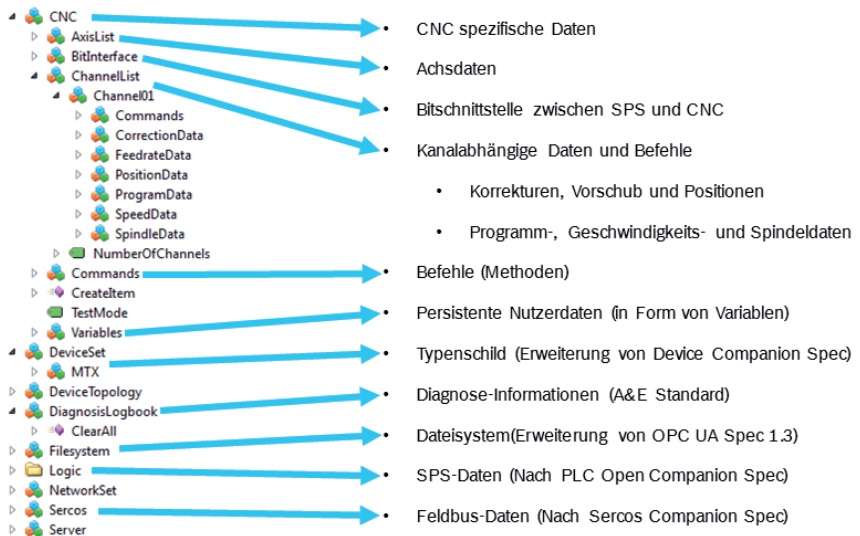 CNC
AxisList
BitInterface
ChannelList
Channel01
Commands
CorrectionData
FeedrateData
PositionData
ProgramData
SpeedData
SpindleData
NumberOfChannels
Commands
CreateItem
TestMode
Variables
DeviceSet
MTX
DeviceTopology
DiagnosisLogbook
ClearAll
Filesystem
Logic
NetworkSet
Sercos
Server
• CNC spezifische Daten
• Achsdaten
• Bitschnittstelle zwischen SPS und CNC
• Kanalabhängige Daten und Befehle
• Korrekturen, Vorschub und Positionen
• Programm-, Geschwindigkeits- und Spindeldaten
• Befehle (Methoden)
• Persistente Nutzerdaten (in Form von Variablen)
• Typenschild (Erweiterung von Device Companion Spec)
• Diagnose-Informationen (A&E Standard)
• Dateisystem(Erweiterung von OPC UA Spec 1.3)
• SPS-Daten (Nach PLC Open Companion Spec)
• Feldbus-Daten (Nach Sercos Companion Spec)